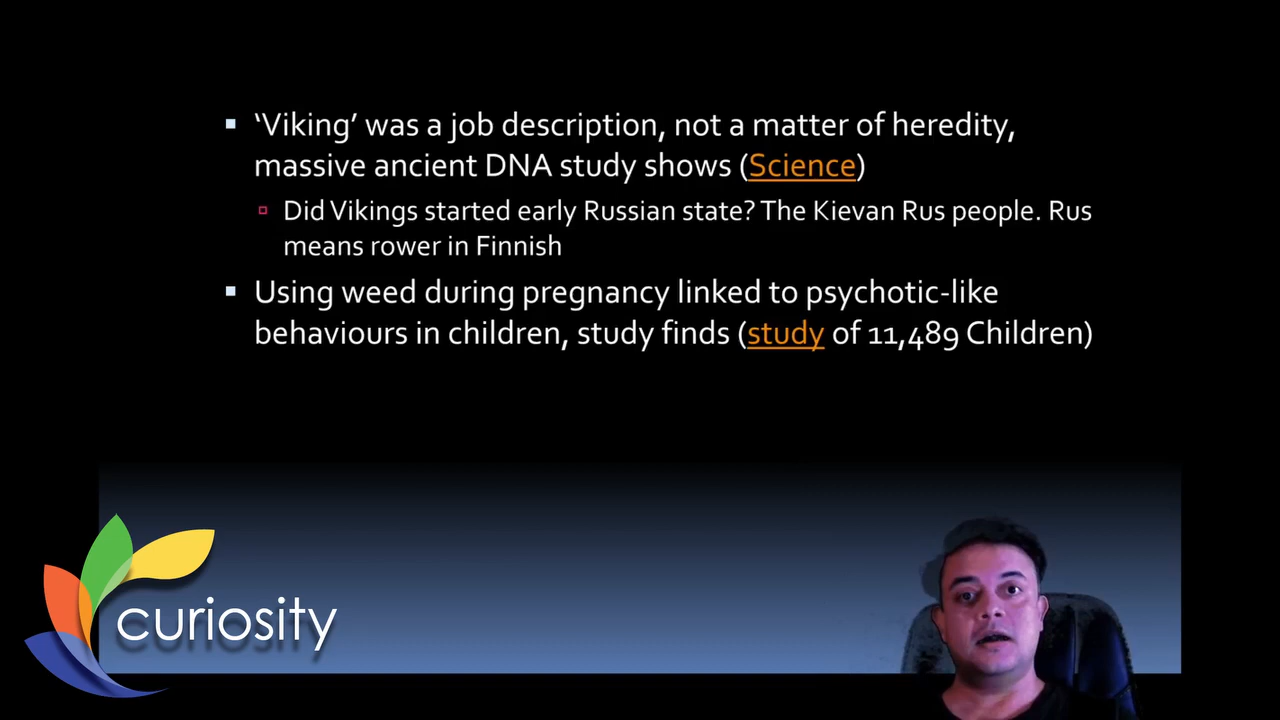 ‘Viking’ was a job description, not a matter of heredity,
massive ancient DNA study shows (Science)
Did Vikings started early Russian state? The Kievan Rus people. Rus
means rower in Finnish
Using weed during pregnancy linked to psychotic-like
behaviours in children, study finds (study of 11,489 Children)
curiosity